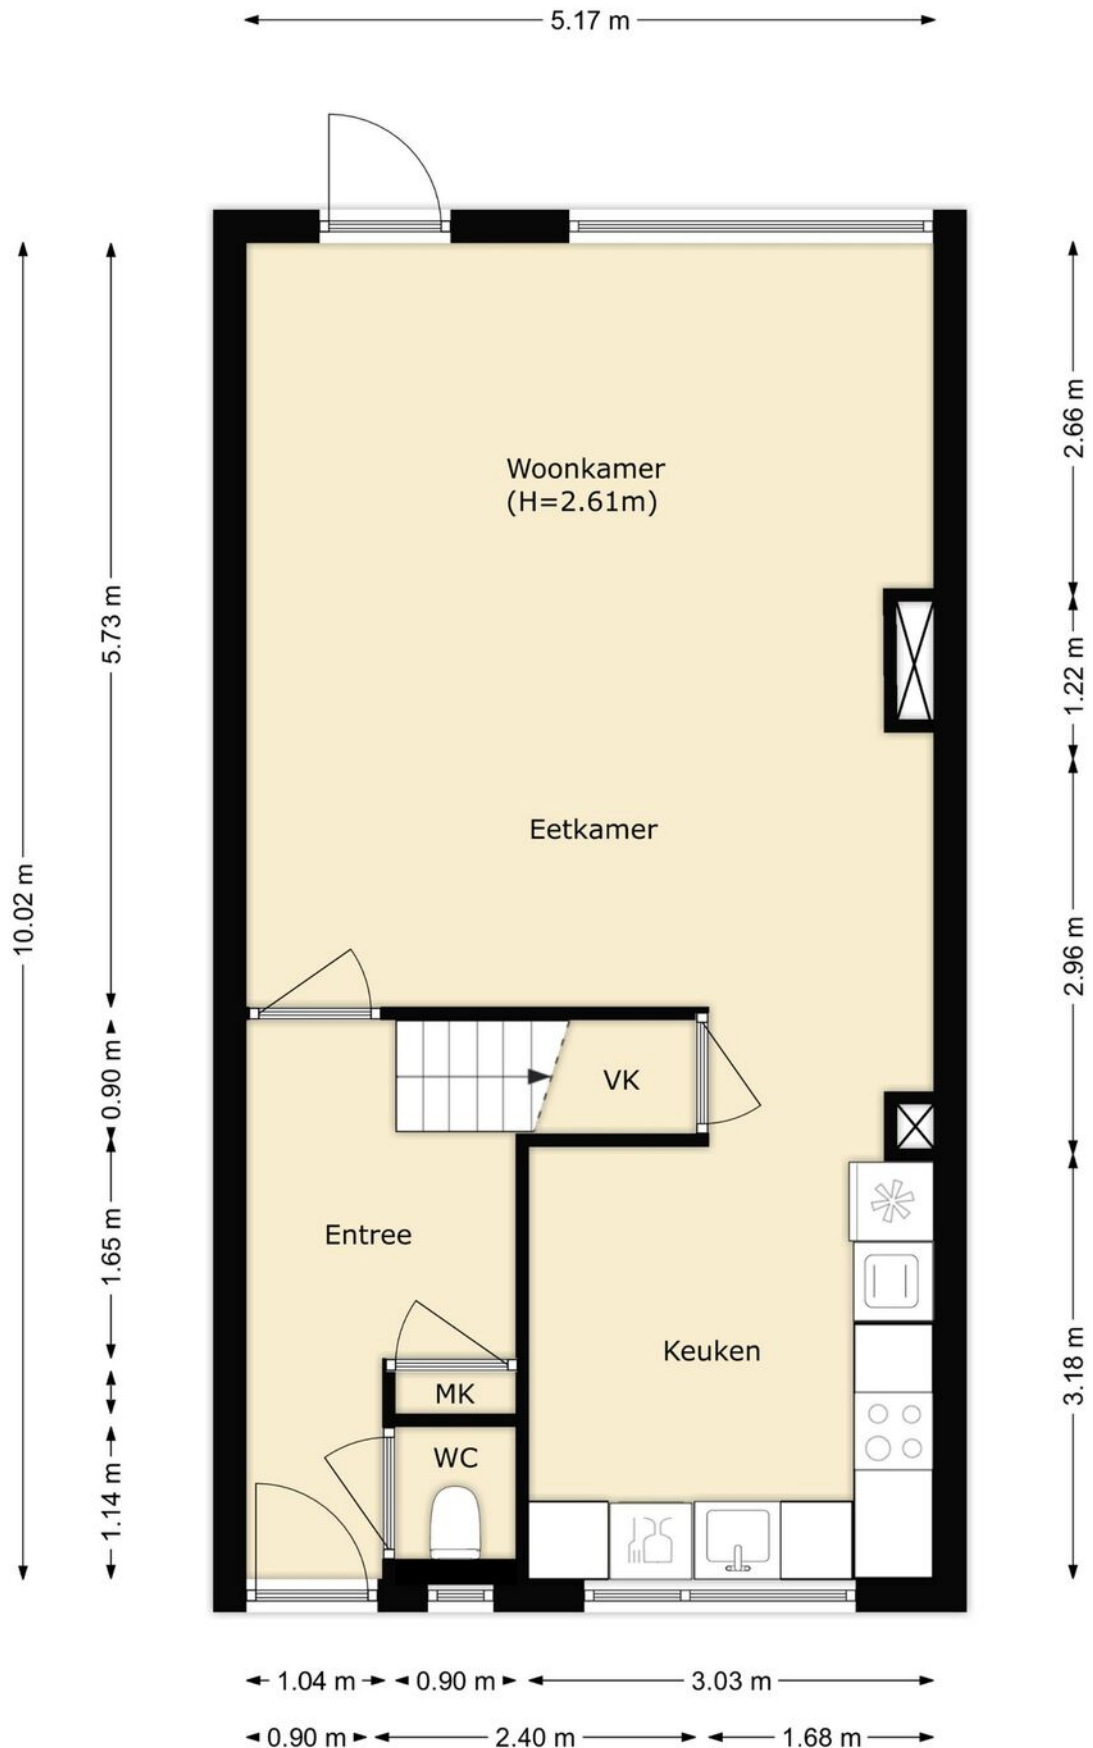 5.17 m
Woonkamer
(H=2.61m)
2.66 m
5.73 m
1.22 m
Eetkamer
10.02 m
2.96 m
0.90 m
VK
1.65 m
Entree
Keuken
3.18 m
MK
WC
1.14 m
1.04 m
0.90 m
3.03 m
0.90 m
2.40 m
1.68 m